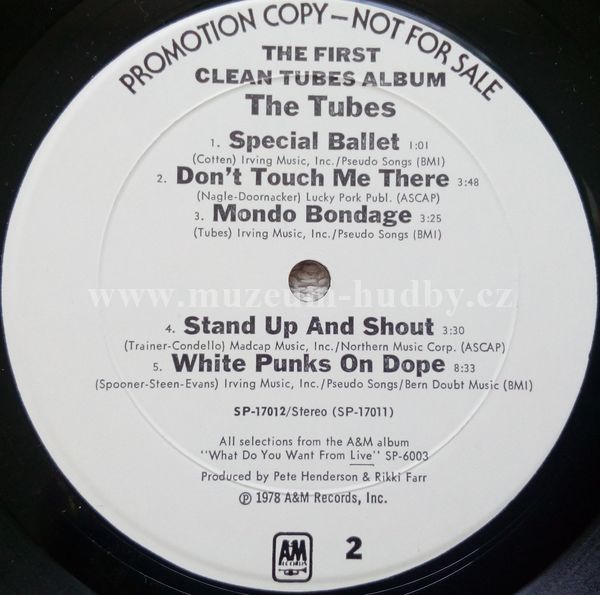 PROMOTION COPY—NOT FOR SALE
THE FIRST
CLEAN TUBES ALBUM
The Tubes
1. Special Ballet 1:01
(Cotten) Irving Music, Inc./Pseudo Songs (BMI)
2. Don't Touch Me There 3:48
(Nagle-Doornacker) Lucky Pork Publ. (ASCAP)
3. Mondo Bondage 3:25
(Tubes) Irving Music, Inc./Pseudo Songs (BMI)
www.muzeum-hudby.cz
4. Stand Up And Shout 3:30
(Trainer-Condello) Madcap Music, Inc./Northern Music Corp. (ASCAP)
5. White Punks On Dope 8:33
(Spooner-Steen-Evans) Irving Music, Inc./Pseudo Songs/Bern Doubt Music (BMI)
SP-17012/Stereo (SP-17011)
All selections from the A&M album
"What Do You Want From Live" SP-6003
Produced by Pete Henderson & Rikki Farr
℗ 1978 A&M Records, Inc.
A&M RECORDS 2